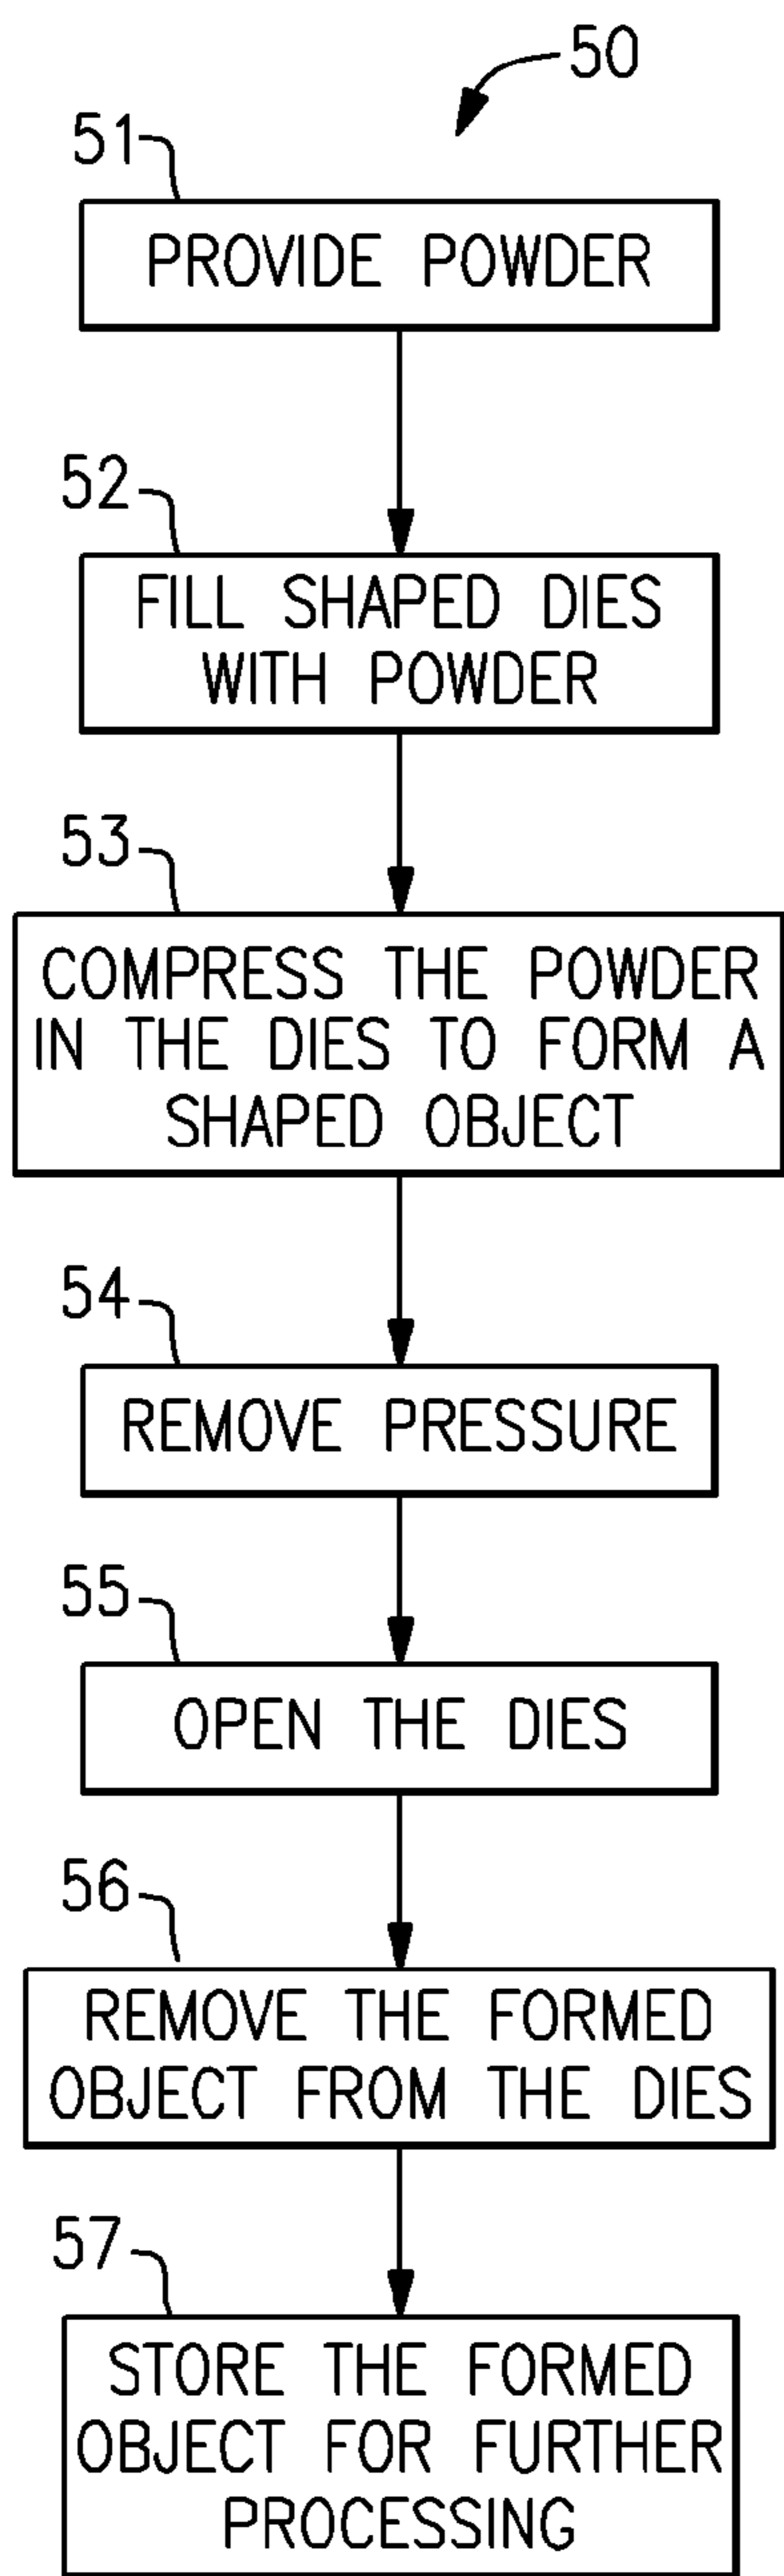 50
51
PROVIDE POWDER
52
FILL SHAPED DIES
WITH POWDER
53
COMPRESS THE POWDER
IN THE DIES TO FORM A
SHAPED OBJECT
54
REMOVE PRESSURE
55
OPEN THE DIES
56
REMOVE THE FORMED
OBJECT FROM THE DIES
57
STORE THE FORMED
OBJECT FOR FURTHER
PROCESSING